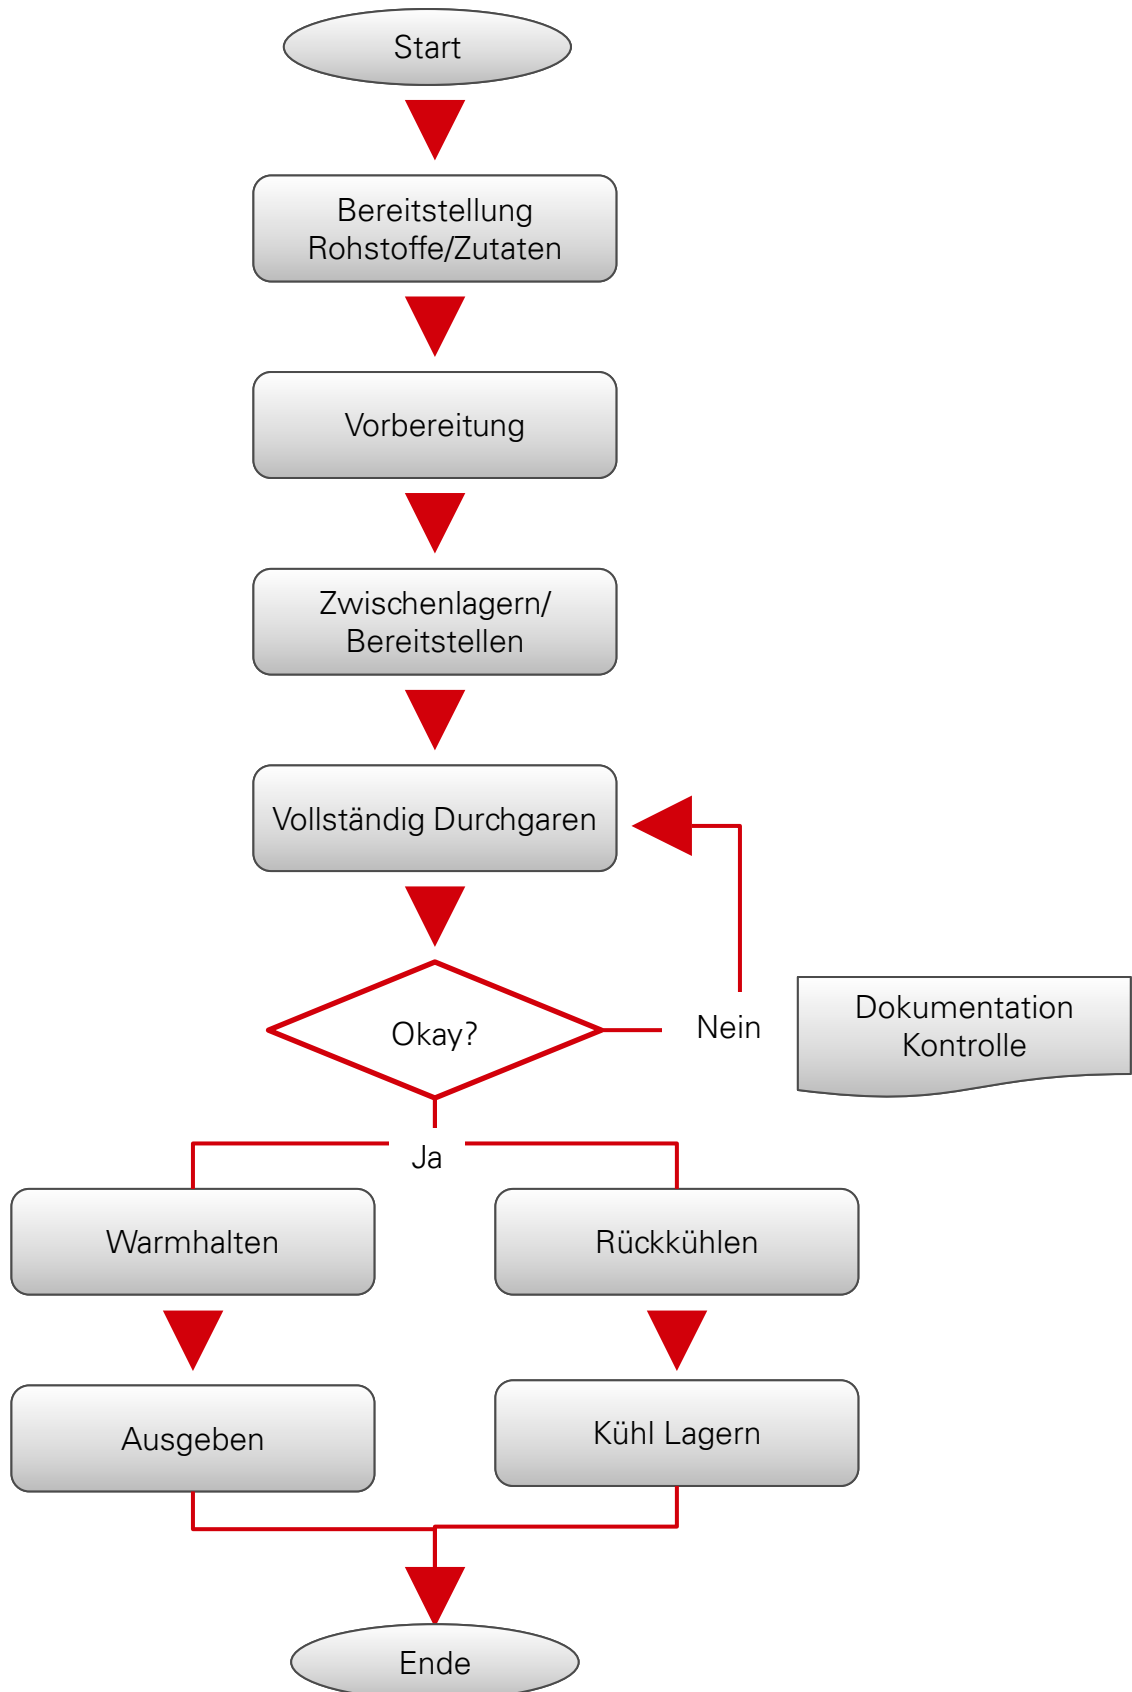 Start
Bereitstellung
Rohstoffe/Zutaten
Vorbereitung
Zwischenlagern/
Bereitstellen
Vollständig Durchgaren
Okay?
Nein
Dokumentation
Kontrolle
Ja
Warmhalten
Rückkühlen
Ausgeben
Kühl Lagern
Ende